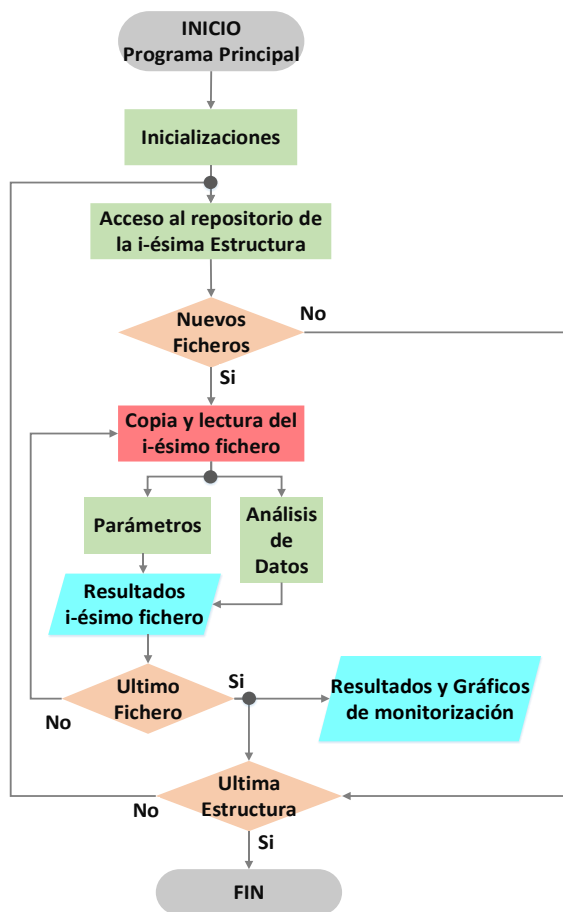 INICIO
Programa Principal
Inicializaciones
Acceso al repositorio de
la i-ésima Estructura
Nuevos
Ficheros
No
Si
Copia y lectura del
i-ésimo fichero
Parámetros
Análisis
de
Datos
Resultados
i-ésimo fichero
Ultimo
Fichero
Si
No
Resultados y Gráficos
de monitorización
Ultima
Estructura
No
Si
FIN